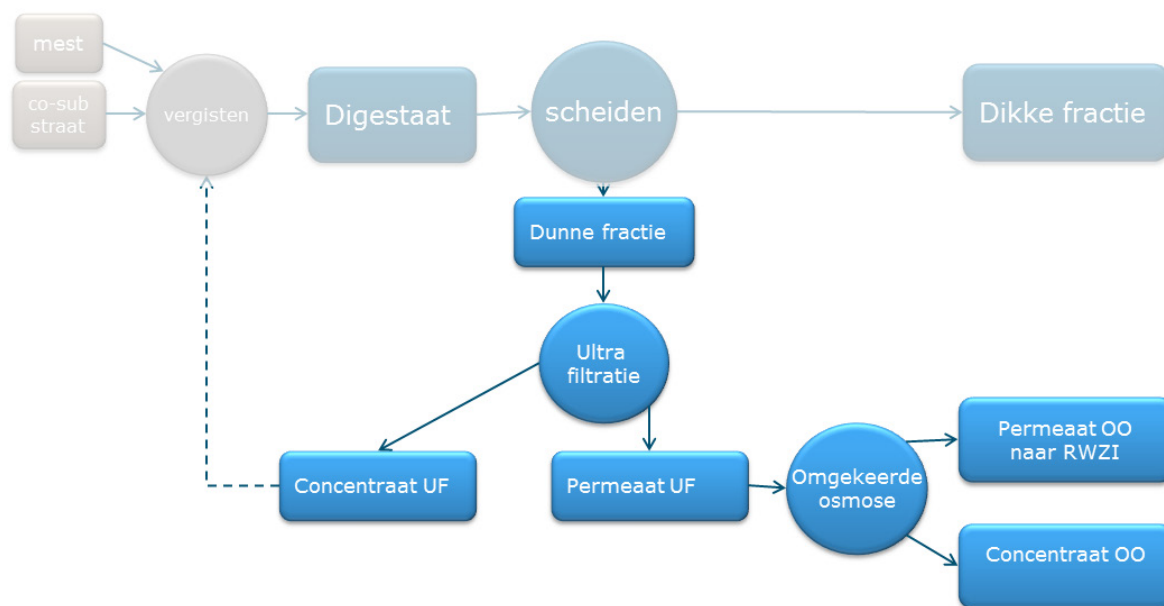 mest
co-sub
straat
vergisten
Digestaat
scheiden
Dikke fractie
Dunne fractie
Ultra
filtratie
Concentraat UF
Permeaat UF
Omgekeerde
osmose
Permeaat OO
naar RWZI
Concentraat OO